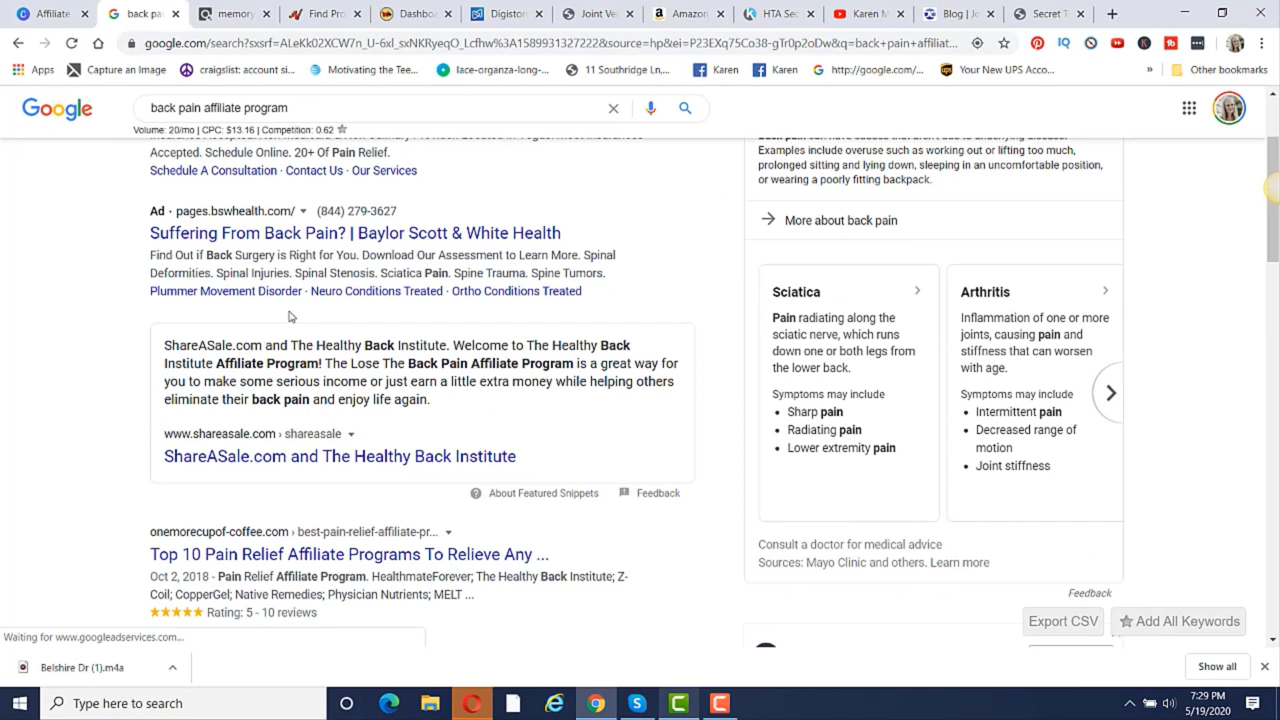 Affiliate
back pa
memory
Find Pro
Dashbo
Digistor
Joint Ve
Amazon
HTA Sec
Karen M
Blog | Jo
Secret T
google.com/search?sxsrf=ALeKk02XCW7n_U-6xl_sxNKRyeqO_Lcfhw%3A1589931327222&source=hp&ei=P23EXq75Co38-gTr0p2oDw&q=back+pain+affiliat...
Apps
Capture an Image
craigslist: account si...
Motivating the Tee...
lace-organza-long-...
11 Southridge Ln,...
Karen
Karen
http://google.com/...
Your New UPS Acco...
»
Other bookmarks
Google
back pain affiliate program
Volume: 20/mo | CPC: $13.16 | Competition: 0.62
Accepted. Schedule Online. 20+ Of Pain Relief.
Schedule A Consultation · Contact Us · Our Services
Ad · pages.bswhealth.com/ (844) 279-3627
Suffering From Back Pain? | Baylor Scott & White Health
Find Out if Back Surgery is Right for You. Download Our Assessment to Learn More. Spinal
Deformities. Spinal Injuries. Spinal Stenosis. Sciatica Pain. Spine Trauma. Spine Tumors.
Plummer Movement Disorder · Neuro Conditions Treated · Ortho Conditions Treated
ShareASale.com and The Healthy Back Institute. Welcome to The Healthy Back
Institute Affiliate Program! The Lose The Back Pain Affiliate Program is a great way for
you to make some serious income or just earn a little extra money while helping others
eliminate their back pain and enjoy life again.
www.shareasale.com › shareasale
ShareASale.com and The Healthy Back Institute
About Featured Snippets
Feedback
onemorecupof-coffee.com › best-pain-relief-affiliate-pr...
Top 10 Pain Relief Affiliate Programs To Relieve Any ...
Oct 2, 2018 - Pain Relief Affiliate Program. HealthmateForever; The Healthy Back Institute; Z-
Coil; CopperGel; Native Remedies; Physician Nutrients; MELT ...
Rating: 5 - 10 reviews
Back pain can have causes that aren't due to underlying disease.
Examples include overuse such as working out or lifting too much,
prolonged sitting and lying down, sleeping in an uncomfortable position,
or wearing a poorly fitting backpack.
More about back pain
Sciatica
Pain radiating along the
sciatic nerve, which runs
down one or both legs from
the lower back.
Symptoms may include
• Sharp pain
• Radiating pain
• Lower extremity pain
Arthritis
Inflammation of one or more
joints, causing pain and
stiffness that can worsen
with age.
Symptoms may include
• Intermittent pain
• Decreased range of
motion
• Joint stiffness
Consult a doctor for medical advice
Sources: Mayo Clinic and others. Learn more
Feedback
Export CSV
Add All Keywords
Waiting for www.googleadservices.com...
Belshire Dr (1).m4a
Show all
Type here to search
7:29 PM
5/19/2020